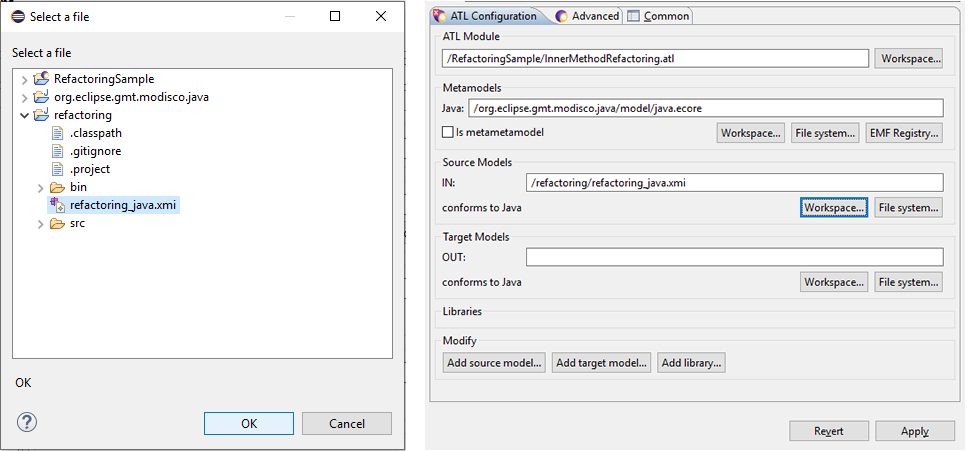 Select a file
Select a file
RefactoringSample
org.eclipse.gmt.modisco.java
refactoring
.classpath
.gitignore
.project
bin
refactoring_java.xmi
src
OK
?
OK Cancel
ATL Configuration Advanced Common
ATL Module
/RefactoringSample/InnerMethodRefactoring.atl Workspace...
Metamodels
Java: /org.eclipse.gmt.modisco.java/model/java.ecore
Is metametamodel Workspace... File system... EMF Registry...
Source Models
IN: /refactoring/refactoring_java.xmi
conforms to Java Workspace... File system...
Target Models
OUT:
conforms to Java Workspace... File system...
Libraries
Modify
Add source model... Add target model... Add library...
Revert Apply